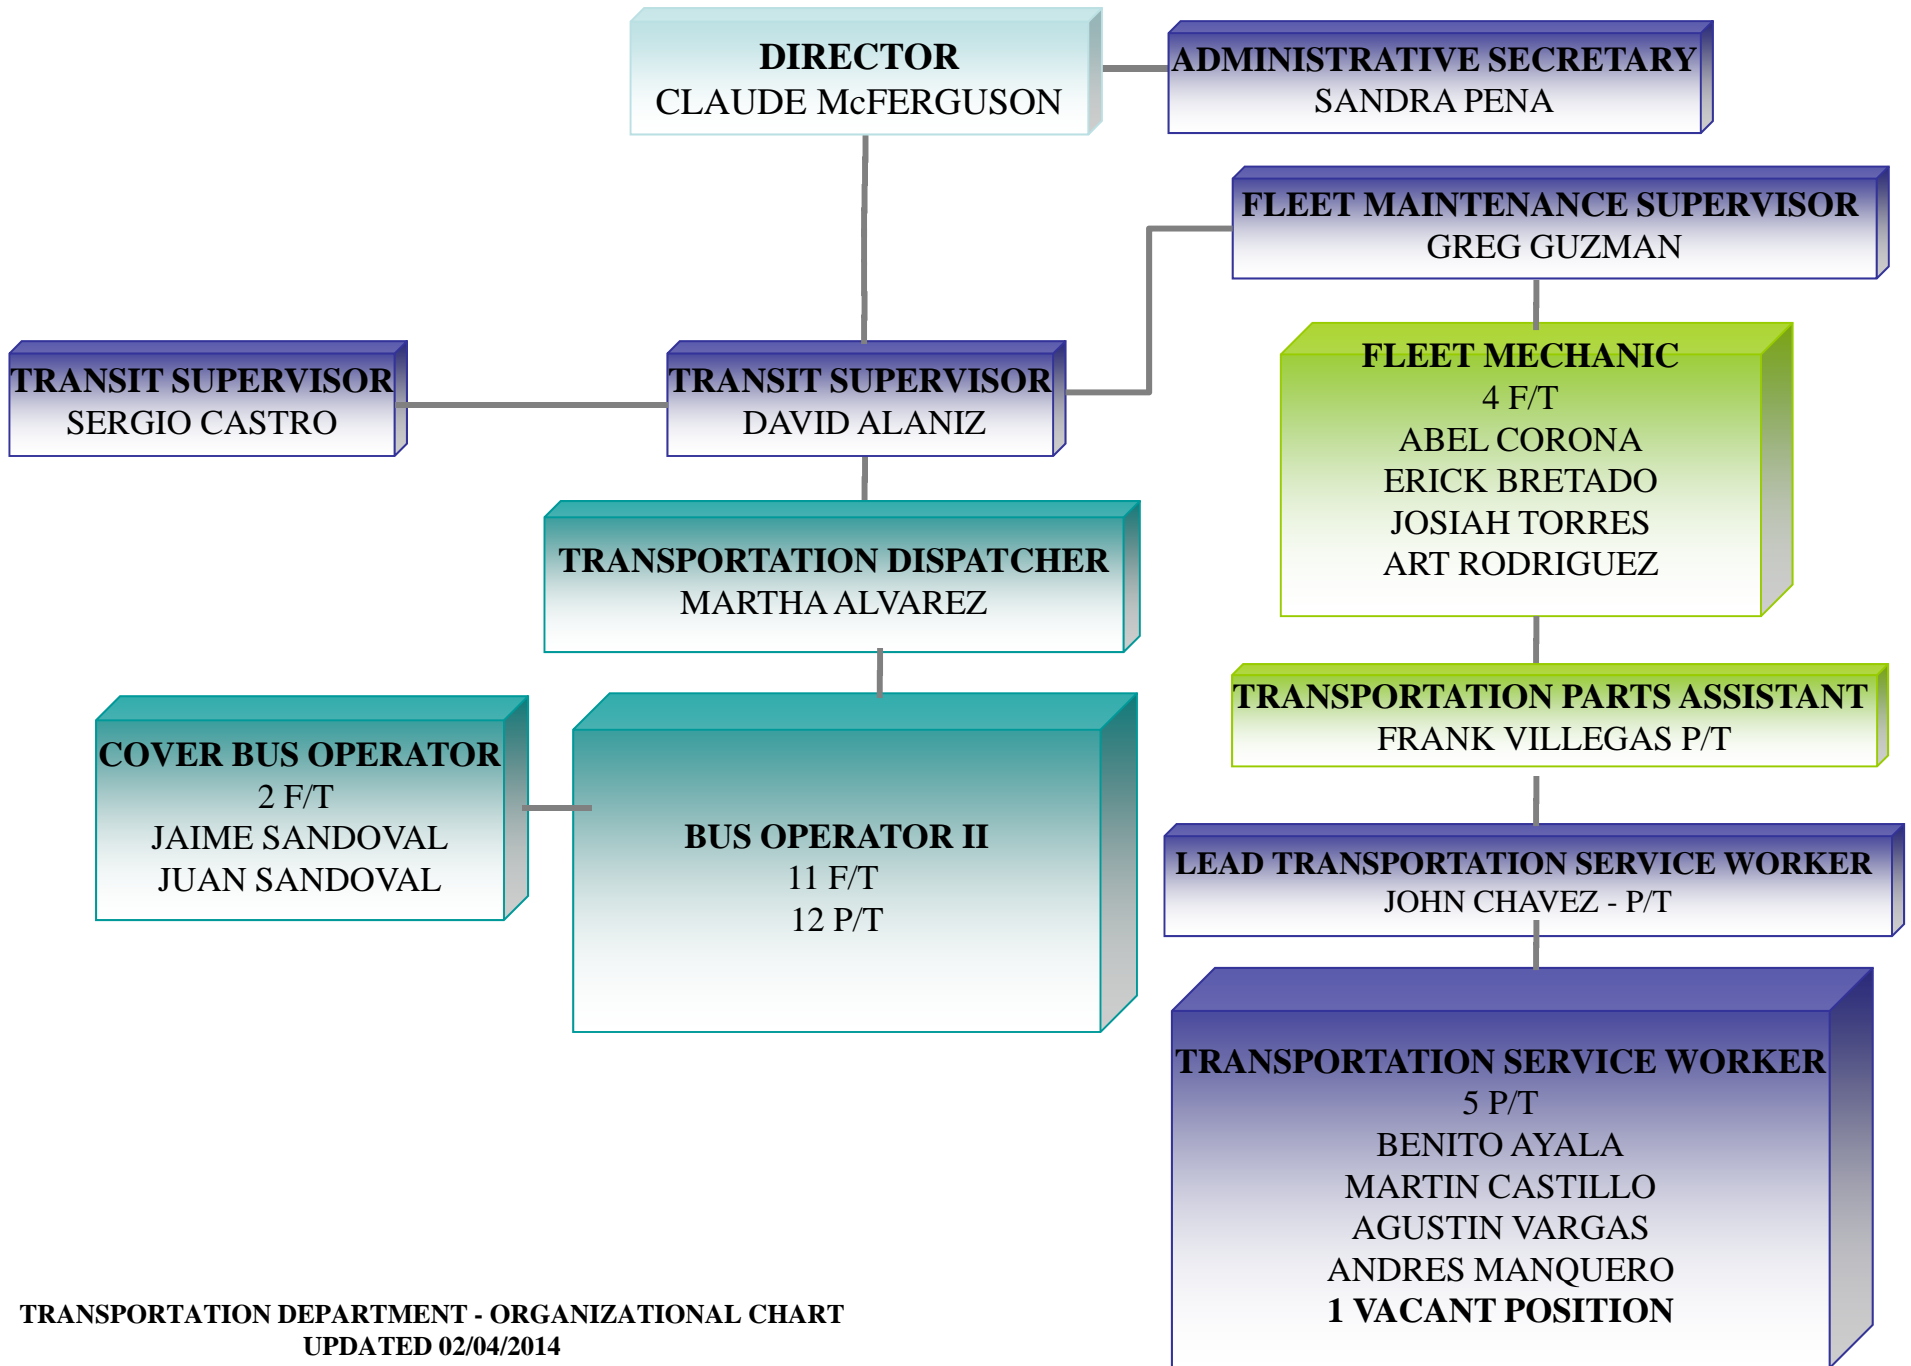 DIRECTOR
CLAUDE McFERGUSON
ADMINISTRATIVE SECRETARY
SANDRA PENA
FLEET MAINTENANCE SUPERVISOR
GREG GUZMAN
TRANSIT SUPERVISOR
SERGIO CASTRO
TRANSIT SUPERVISOR
DAVID ALANIZ
FLEET MECHANIC
4 F/T
ABEL CORONA
ERICK BRETADO
JOSIAH TORRES
ART RODRIGUEZ
TRANSPORTATION DISPATCHER
MARTHA ALVAREZ
TRANSPORTATION PARTS ASSISTANT
FRANK VILLEGAS P/T
COVER BUS OPERATOR
2 F/T
JAIME SANDOVAL
JUAN SANDOVAL
BUS OPERATOR II
11 F/T
12 P/T
LEAD TRANSPORTATION SERVICE WORKER
JOHN CHAVEZ - P/T
TRANSPORTATION SERVICE WORKER
5 P/T
BENITO AYALA
MARTIN CASTILLO
AGUSTIN VARGAS
ANDRES MANQUERO
1 VACANT POSITION
TRANSPORTATION DEPARTMENT - ORGANIZATIONAL CHART
UPDATED 02/04/2014